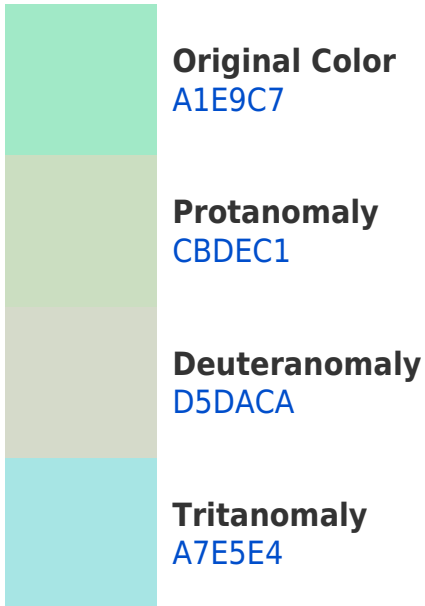 Original Color
A1E9C7
Protanomaly
CBDEC1
Deuteranomaly
D5DACA
Tritanomaly
A7E5E4